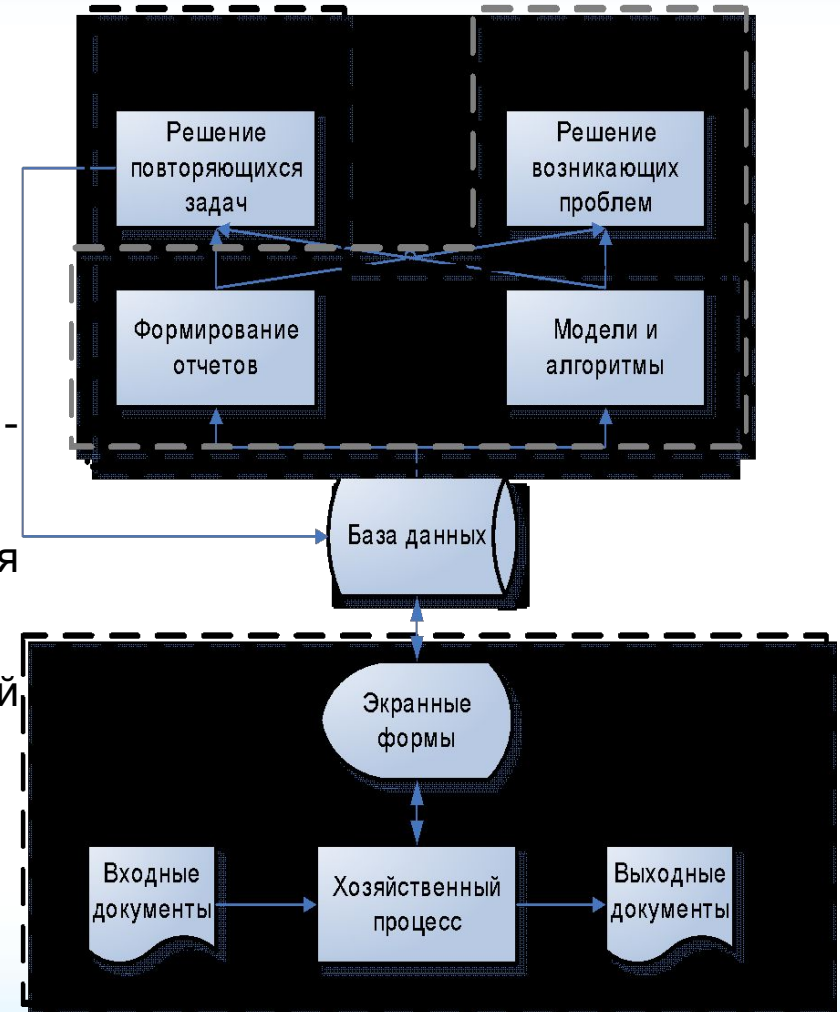 Решение
повторяющихся
задач
Решение
возникающих
проблем
Формирование
отчетов
Модели и
алгоритмы
-
База данных
я
й
Экранные
формы
Входные
документы
Хозяйственный
процесс
Выходные
документы